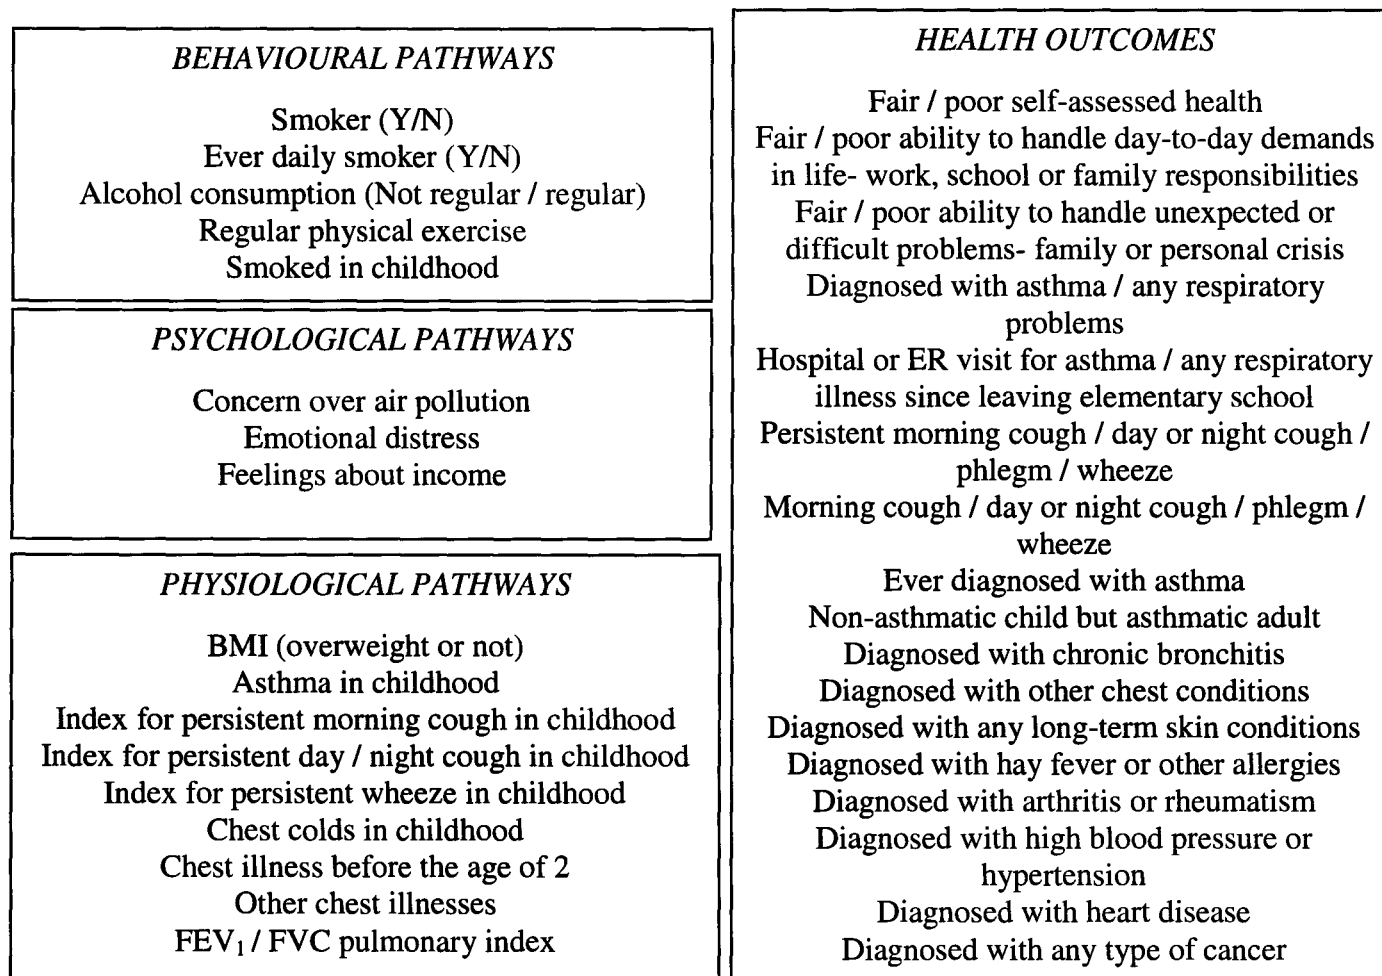 BEHAVIOURAL PATHWAYS
Smoker (Y/N)
Ever daily smoker (Y/N)
Alcohol consumption (Not regular / regular)
Regular physical exercise
Smoked in childhood
PSYCHOLOGICAL PATHWAYS
Concern over air pollution
Emotional distress
Feelings about income
PHYSIOLOGICAL PATHWAYS
BMI (overweight or not)
Asthma in childhood
Index for persistent morning cough in childhood
Index for persistent day / night cough in childhood
Index for persistent wheeze in childhood
Chest colds in childhood
Chest illness before the age of 2
Other chest illnesses
FEV₁ / FVC pulmonary index
HEALTH OUTCOMES
Fair / poor self-assessed health
Fair / poor ability to handle day-to-day demands
in life- work, school or family responsibilities
Fair / poor ability to handle unexpected or
difficult problems- family or personal crisis
Diagnosed with asthma / any respiratory
problems
Hospital or ER visit for asthma / any respiratory
illness since leaving elementary school
Persistent morning cough / day or night cough /
phlegm / wheeze
Morning cough / day or night cough / phlegm /
wheeze
Ever diagnosed with asthma
Non-asthmatic child but asthmatic adult
Diagnosed with chronic bronchitis
Diagnosed with other chest conditions
Diagnosed with any long-term skin conditions
Diagnosed with hay fever or other allergies
Diagnosed with arthritis or rheumatism
Diagnosed with high blood pressure or
hypertension
Diagnosed with heart disease
Diagnosed with any type of cancer